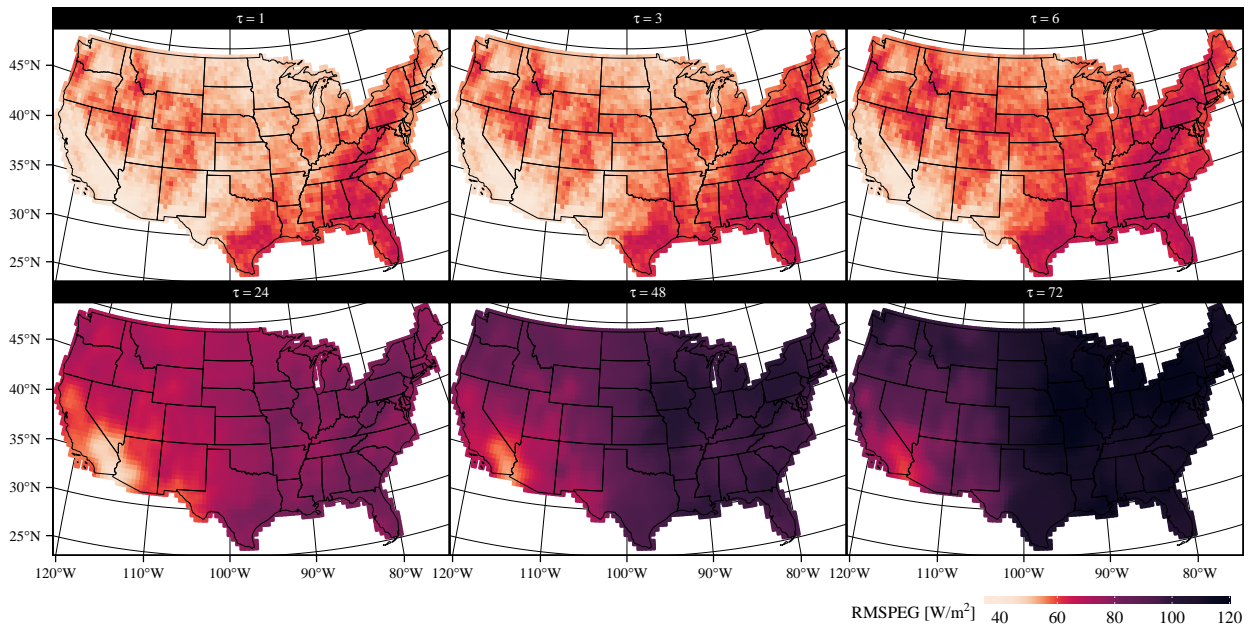 τ = 1 τ = 3 τ = 6
45°N
40°N
35°N
30°N
25°N
τ = 24 τ = 48 τ = 72
45°N
40°N
35°N
30°N
25°N
120°W 110°W 100°W 90°W 80°W 120°W 110°W 100°W 90°W 80°W 120°W 110°W 100°W 90°W 80°W
RMSPEG [W/m²] 40 60 80 100 120